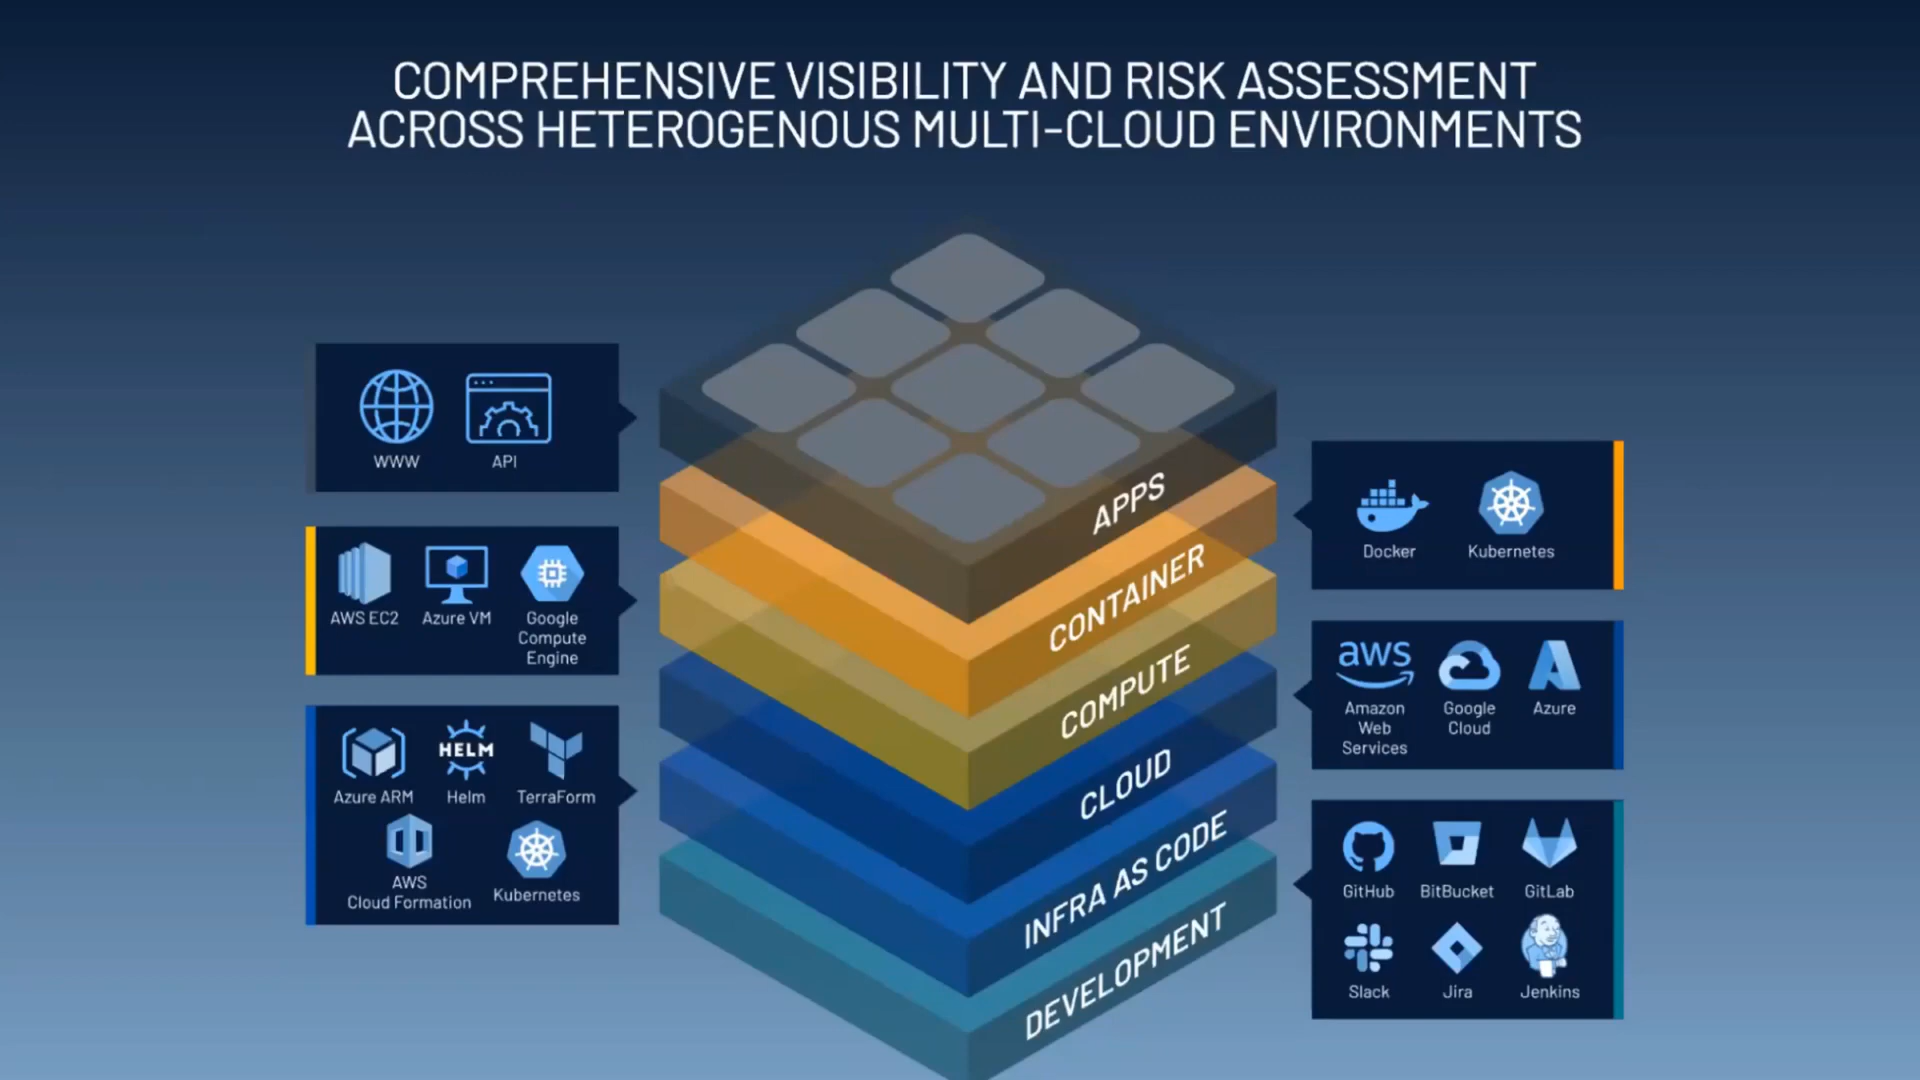 COMPREHENSIVE VISIBILITY AND RISK ASSESSMENT
ACROSS HETEROGENOUS MULTI-CLOUD ENVIRONMENTS
WWW
API
AWS EC2
Azure VM
Google
Compute
Engine
Azure ARM
HELM
Helm
TerraForm
AWS
Cloud Formation
Kubernetes
APPS
CONTAINER
COMPUTE
CLOUD
INFRA AS CODE
DEVELOPMENT
Docker
Kubernetes
aws
Amazon
Web
Services
Google
Cloud
Azure
GitHub
BitBucket
GitLab
Slack
Jira
Jenkins